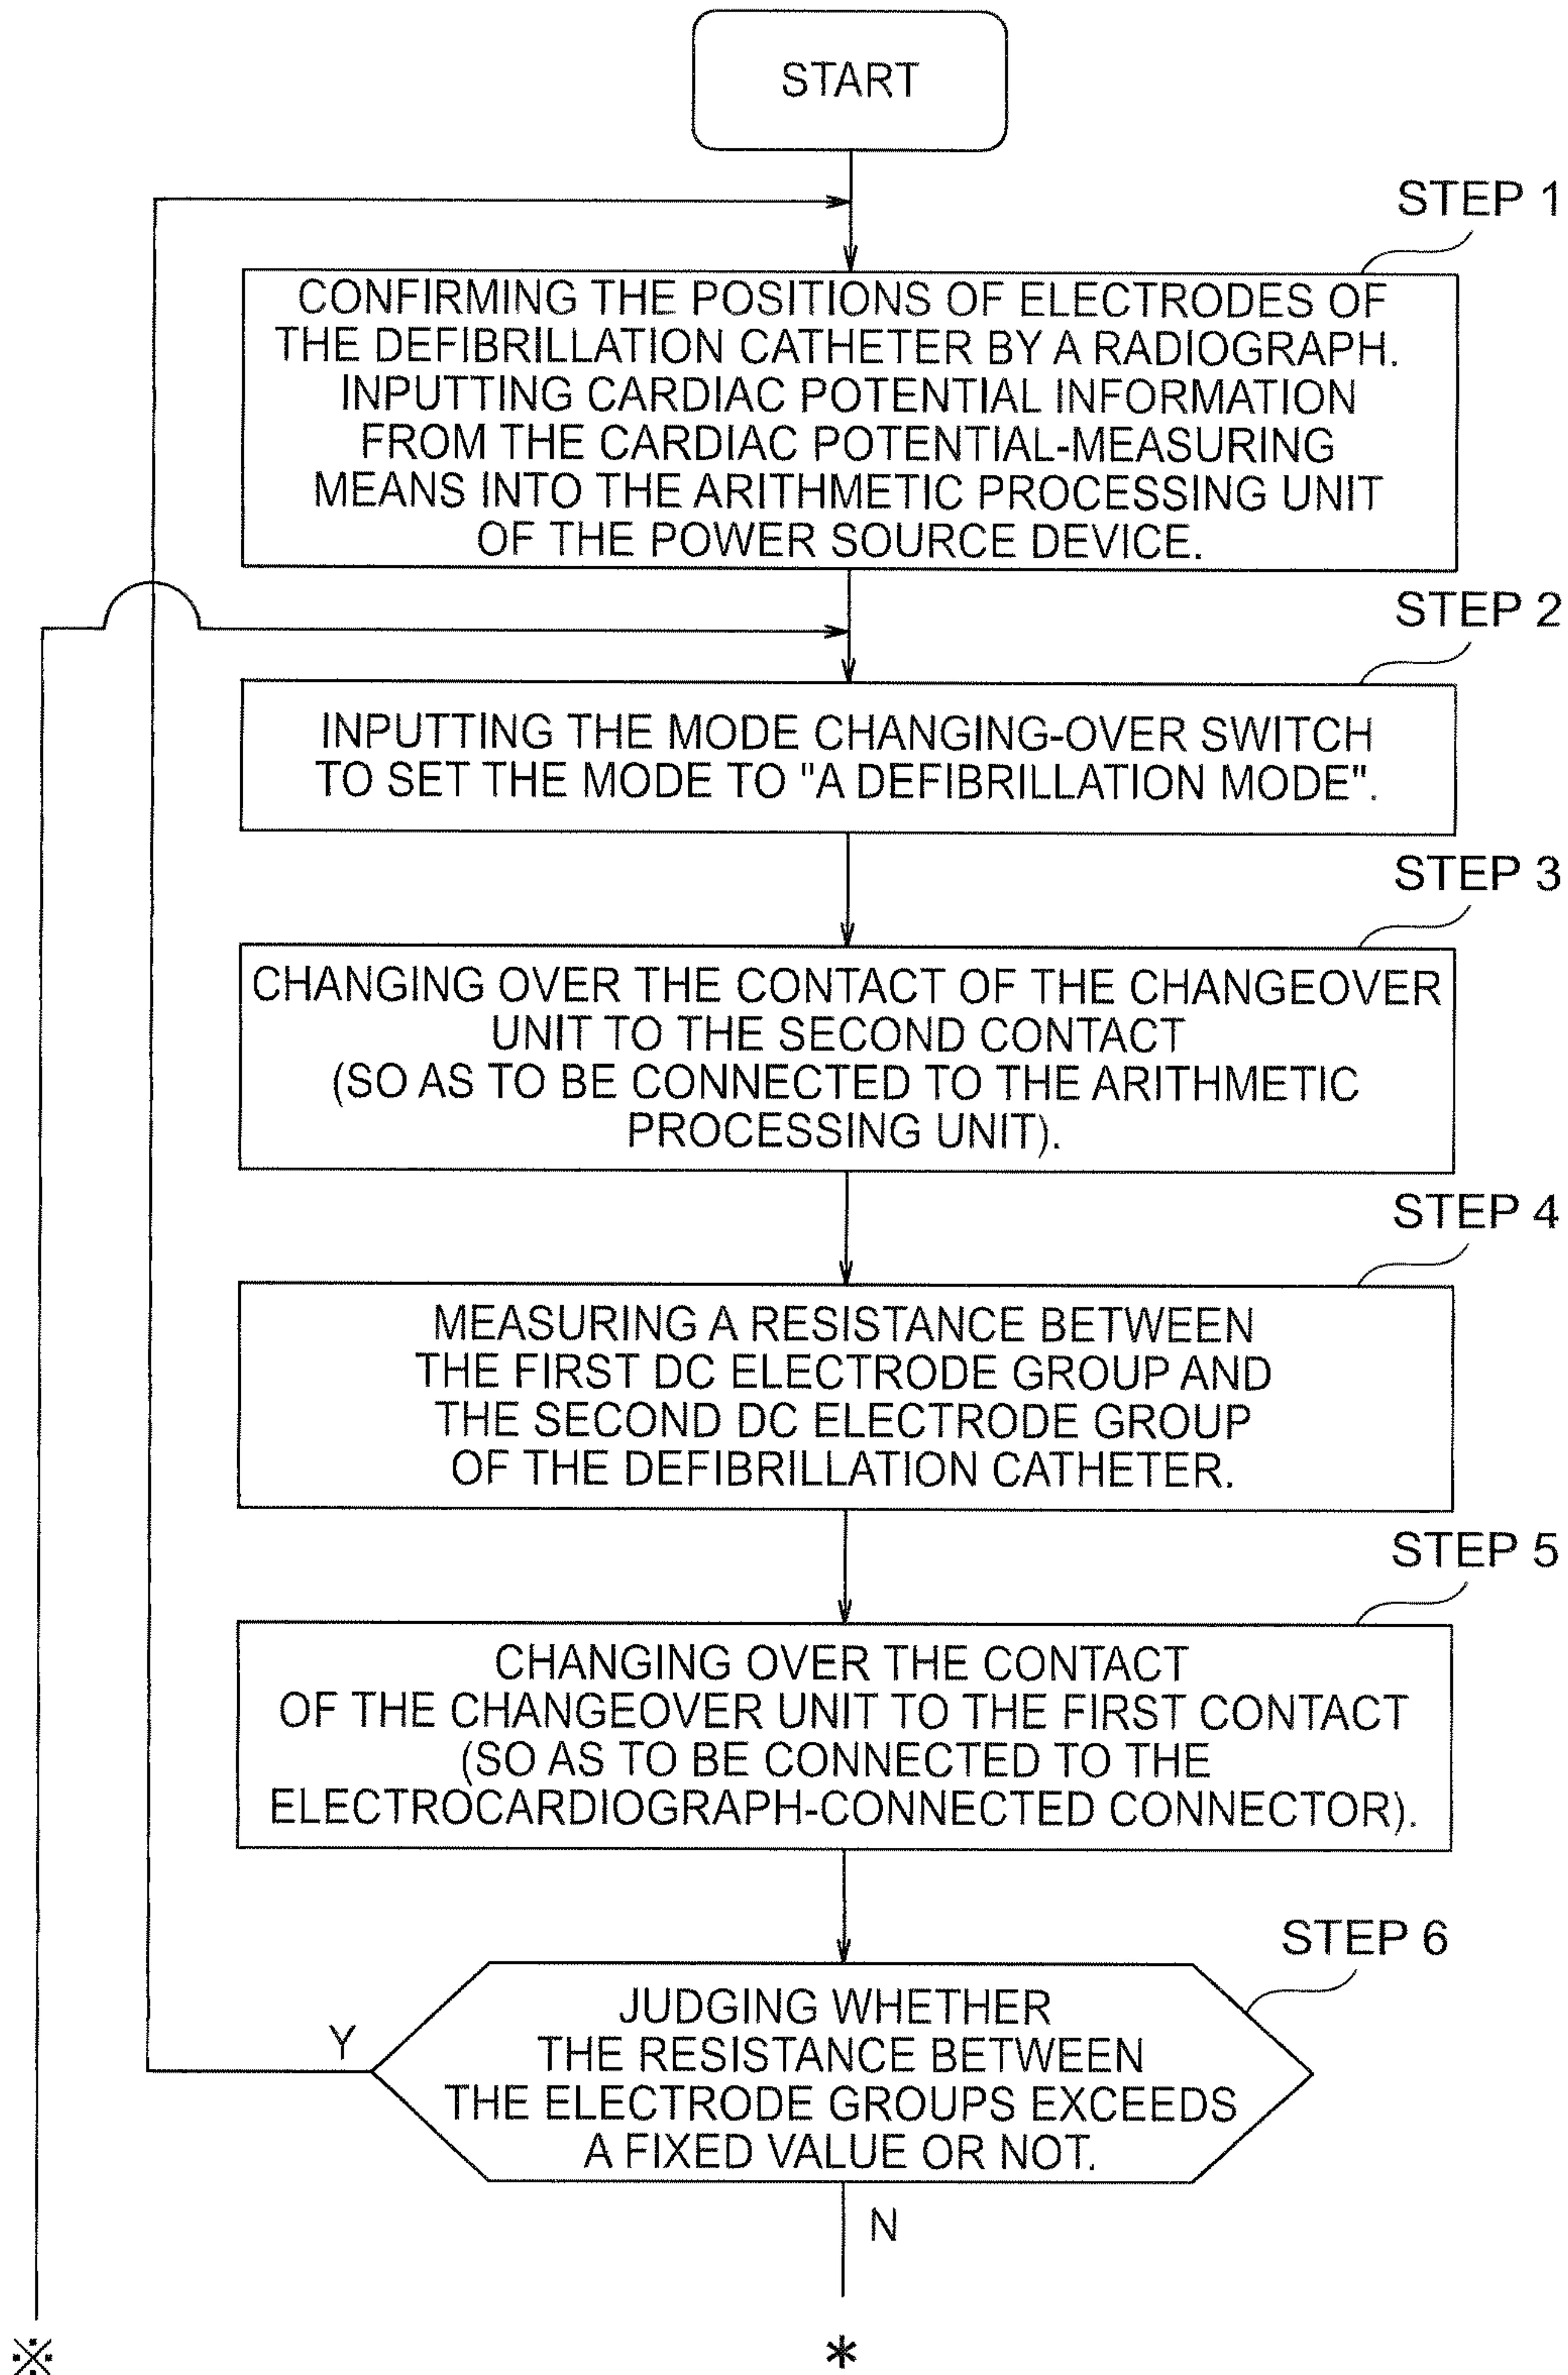 START
STEP 1
CONFIRMING THE POSITIONS OF ELECTRODES OF
THE DEFIBRILLATION CATHETER BY A RADIOGRAPH.
INPUTTING CARDIAC POTENTIAL INFORMATION
FROM THE CARDIAC POTENTIAL-MEASURING
MEANS INTO THE ARITHMETIC PROCESSING UNIT
OF THE POWER SOURCE DEVICE.
STEP 2
INPUTTING THE MODE CHANGING-OVER SWITCH
TO SET THE MODE TO "A DEFIBRILLATION MODE".
STEP 3
CHANGING OVER THE CONTACT OF THE CHANGEOVER
UNIT TO THE SECOND CONTACT
(SO AS TO BE CONNECTED TO THE ARITHMETIC
PROCESSING UNIT).
STEP 4
MEASURING A RESISTANCE BETWEEN
THE FIRST DC ELECTRODE GROUP AND
THE SECOND DC ELECTRODE GROUP
OF THE DEFIBRILLATION CATHETER.
STEP 5
CHANGING OVER THE CONTACT
OF THE CHANGEOVER UNIT TO THE FIRST CONTACT
(SO AS TO BE CONNECTED TO THE
ELECTROCARDIOGRAPH-CONNECTED CONNECTOR).
STEP 6
JUDGING WHETHER
THE RESISTANCE BETWEEN
THE ELECTRODE GROUPS EXCEEDS
A FIXED VALUE OR NOT.
Y
N
※
*